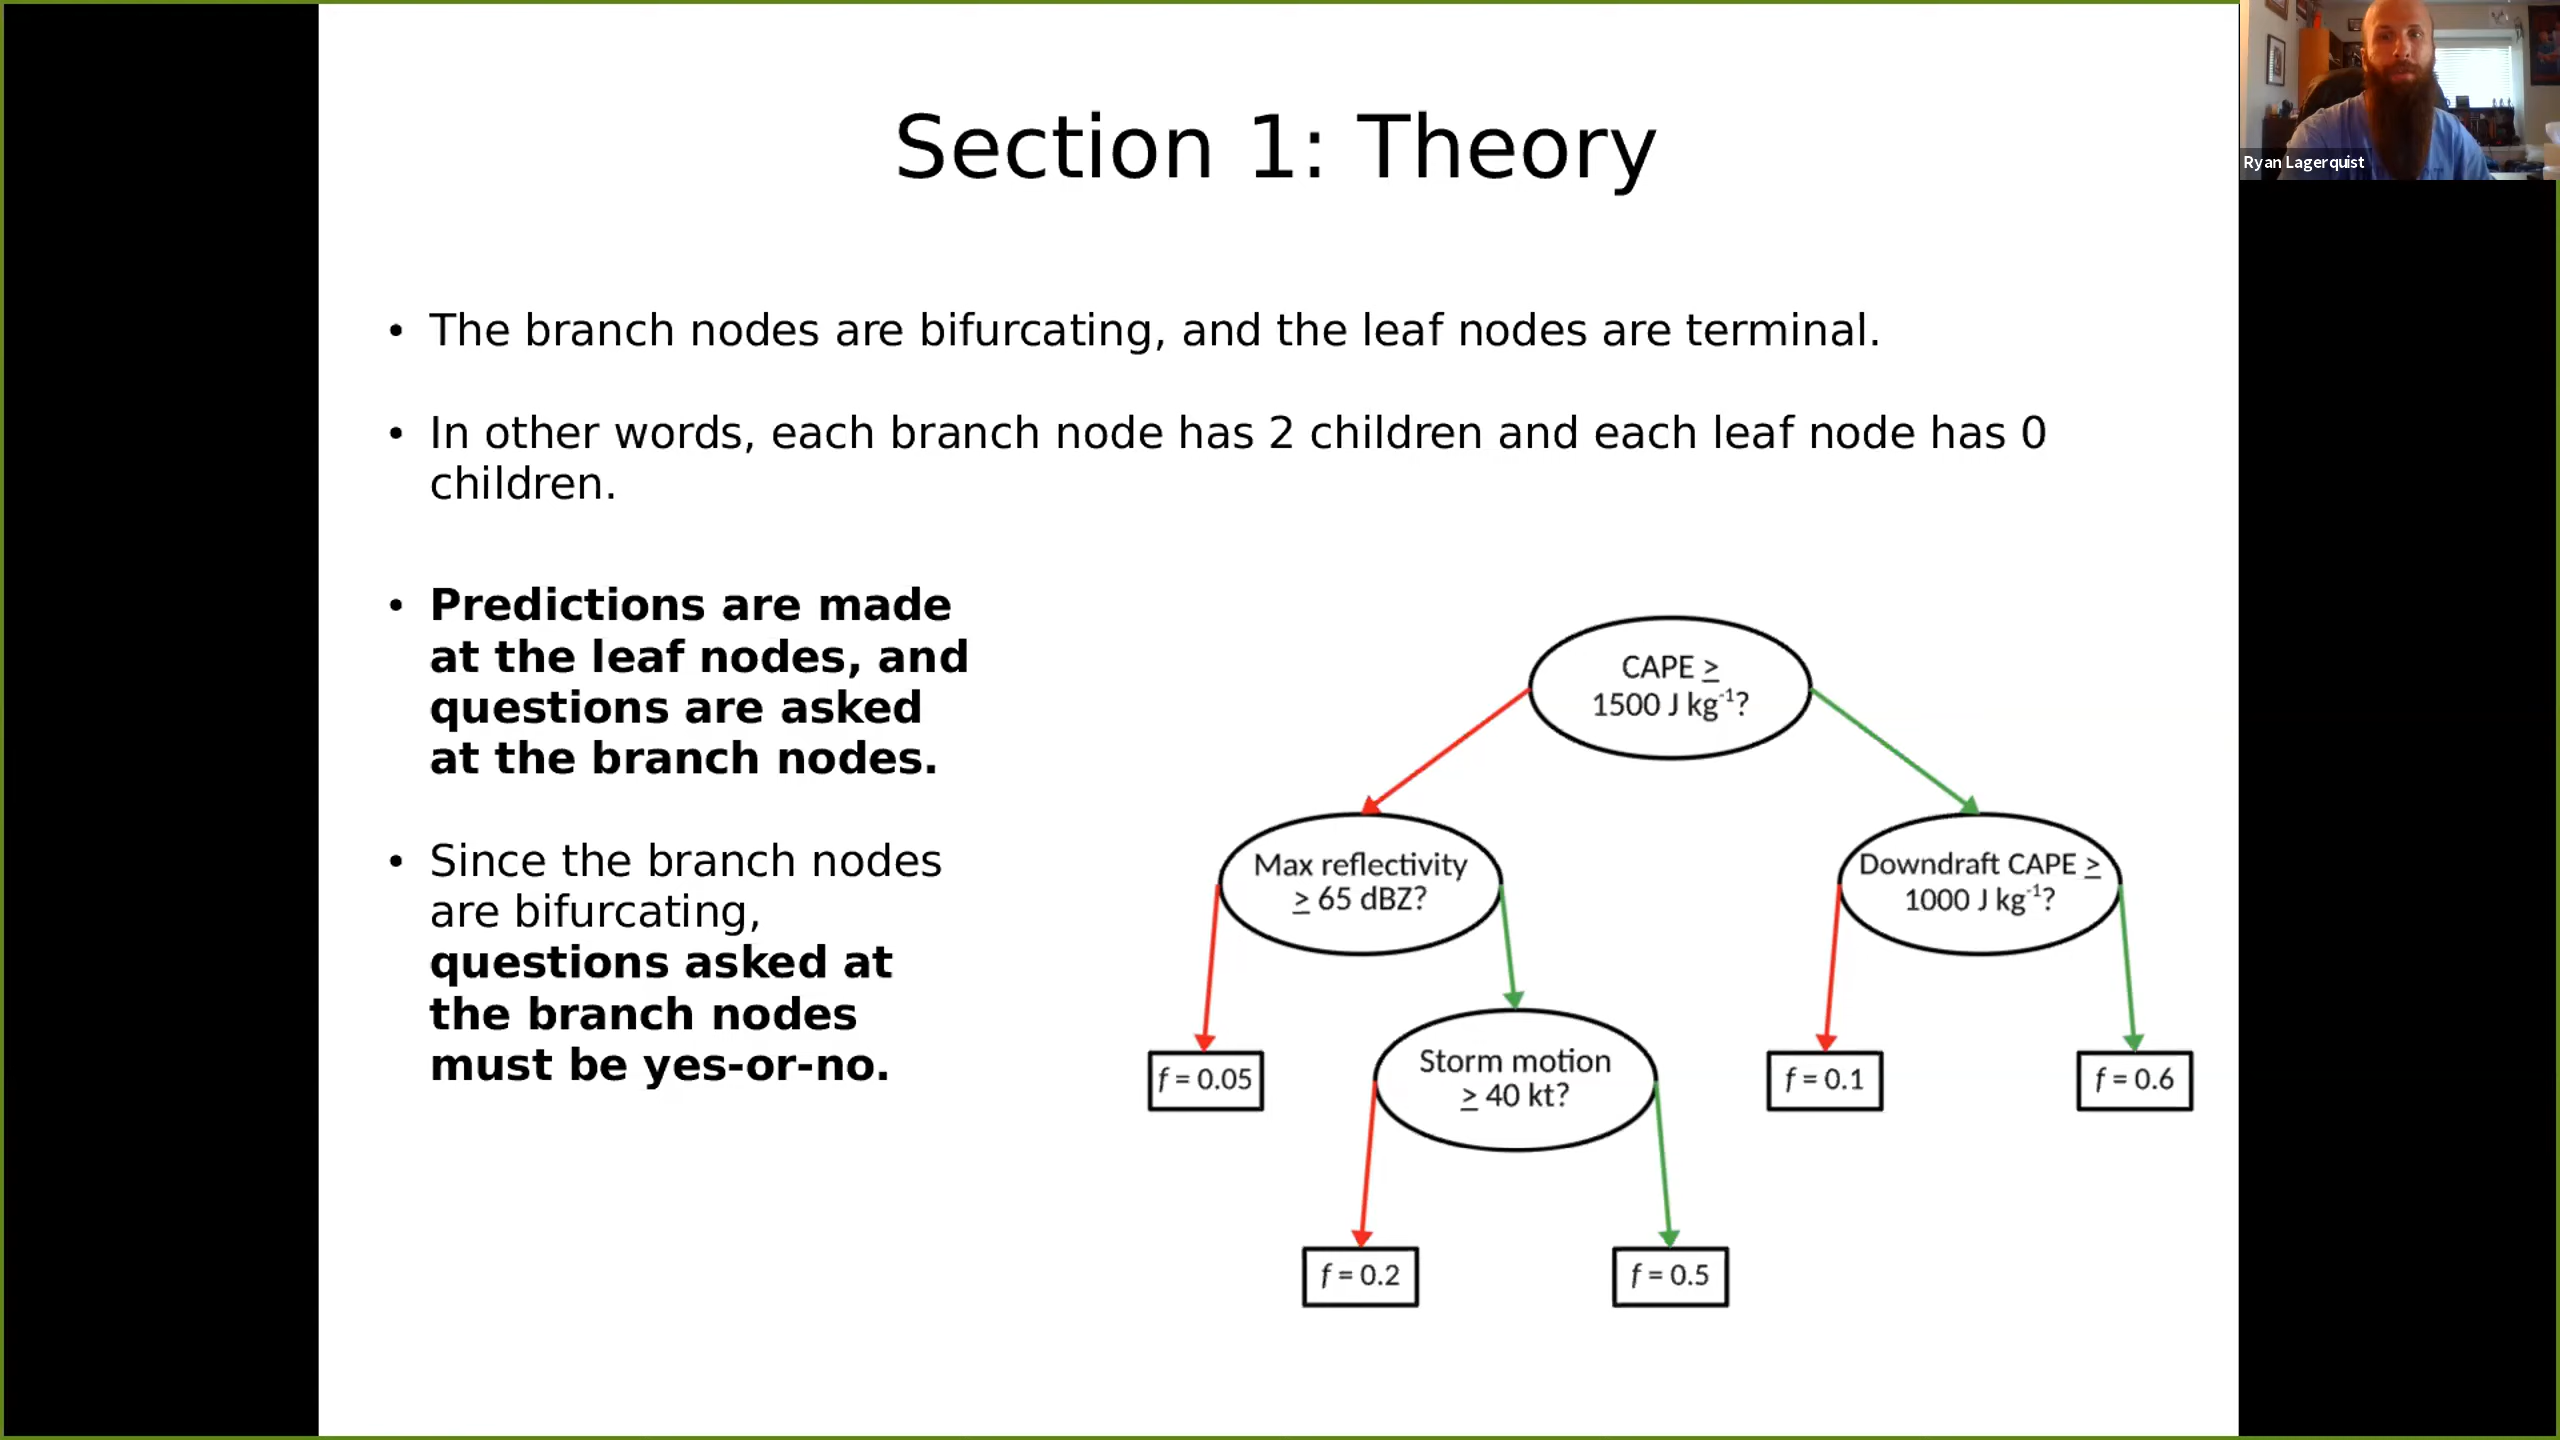 Section 1: Theory
Ryan Lagerquist
• The branch nodes are bifurcating, and the leaf nodes are terminal.
• In other words, each branch node has 2 children and each leaf node has 0
children.
• Predictions are made
at the leaf nodes, and
questions are asked
at the branch nodes.
• Since the branch nodes
are bifurcating,
questions asked at
the branch nodes
must be yes-or-no.
CAPE ≥
1500 J kg⁻¹?
Max reflectivity
≥ 65 dBZ?
Downdraft CAPE ≥
1000 J kg⁻¹?
f = 0.05
Storm motion
≥ 40 kt?
f = 0.1
f = 0.6
f = 0.2
f = 0.5